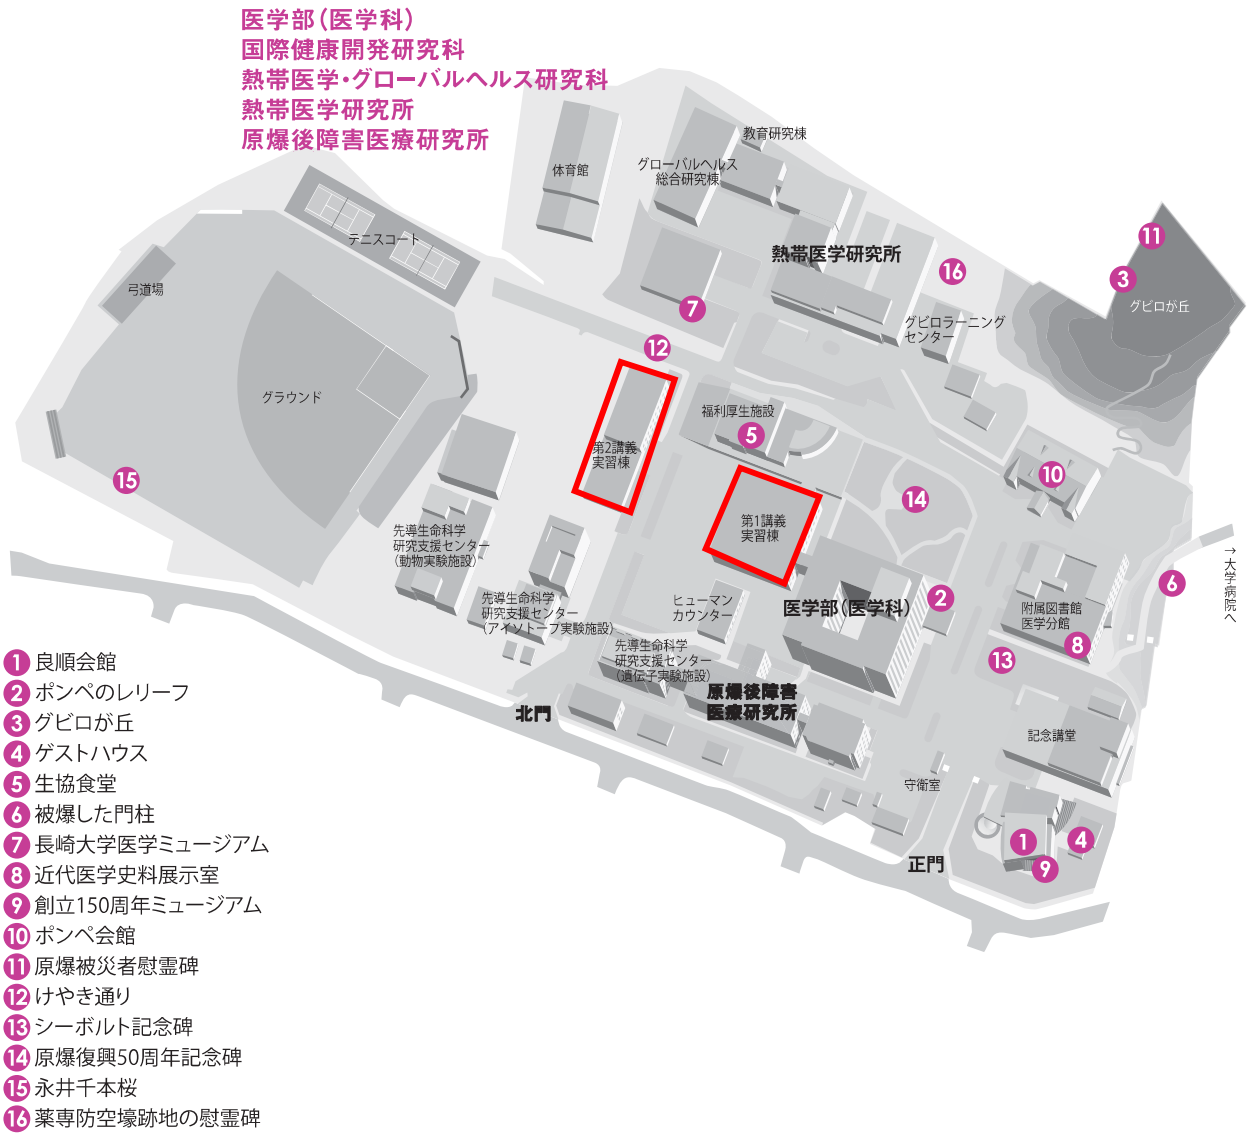 医学部(医学科)
国際健康開発研究科
熱帯医学・グローバルヘルス研究科
熱帯医学研究所
原爆後障害医療研究所
教育研究棟
グローバルヘルス
総合研究棟
体育館
11
テニスコート
熱帯医学研究所
16
3
弓道場
グビロが丘
7
グビロラーニング
センター
12
グラウンド
福利厚生施設
5
第2講義
実習棟
10
15
14
第1講義
実習棟
先導生命科学
研究支援センター
(動物実験施設)
→大学病院へ
6
先導生命科学
研究支援センター
(アイソトープ実験施設)
ヒューマン
カウンター
医学部(医学科)
2
附属図書館
医学分館
8
先導生命科学
研究支援センター
(遺伝子実験施設)
13
原爆後障害
医療研究所
北門
記念講堂
守衛室
1
4
正門
9
1 良順会館
2 ポンペのレリーフ
3 グビロが丘
4 ゲストハウス
5 生協食堂
6 被爆した門柱
7 長崎大学医学ミュージアム
8 近代医学史料展示室
9 創立150周年ミュージアム
10 ポンペ会館
11 原爆被災者慰霊碑
12 けやき通り
13 シーボルト記念碑
14 原爆復興50周年記念碑
15 永井千本桜
16 薬専防空壕跡地の慰霊碑